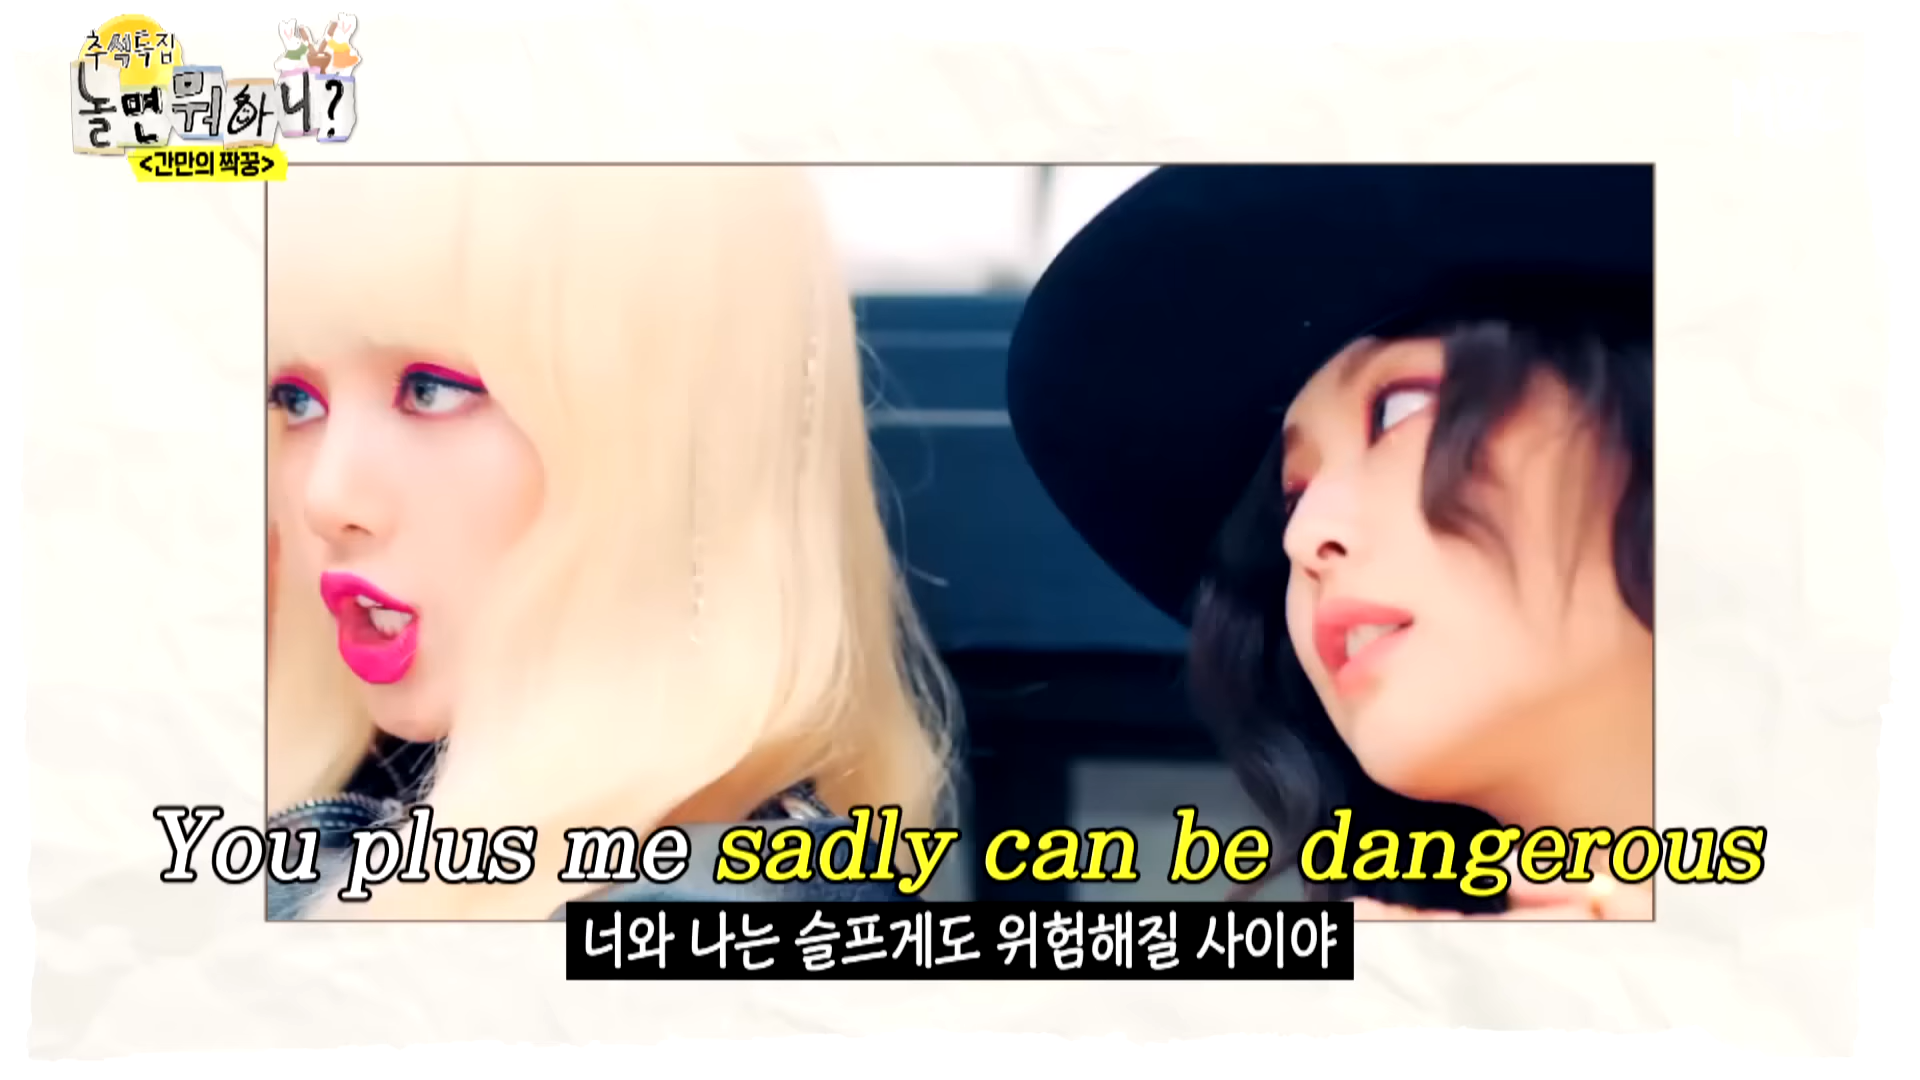 추석특집
놀면 뭐하니?
<간만의 짝꿍>
You plus me sadly can be dangerous
너와 나는 슬프게도 위험해질 사이야